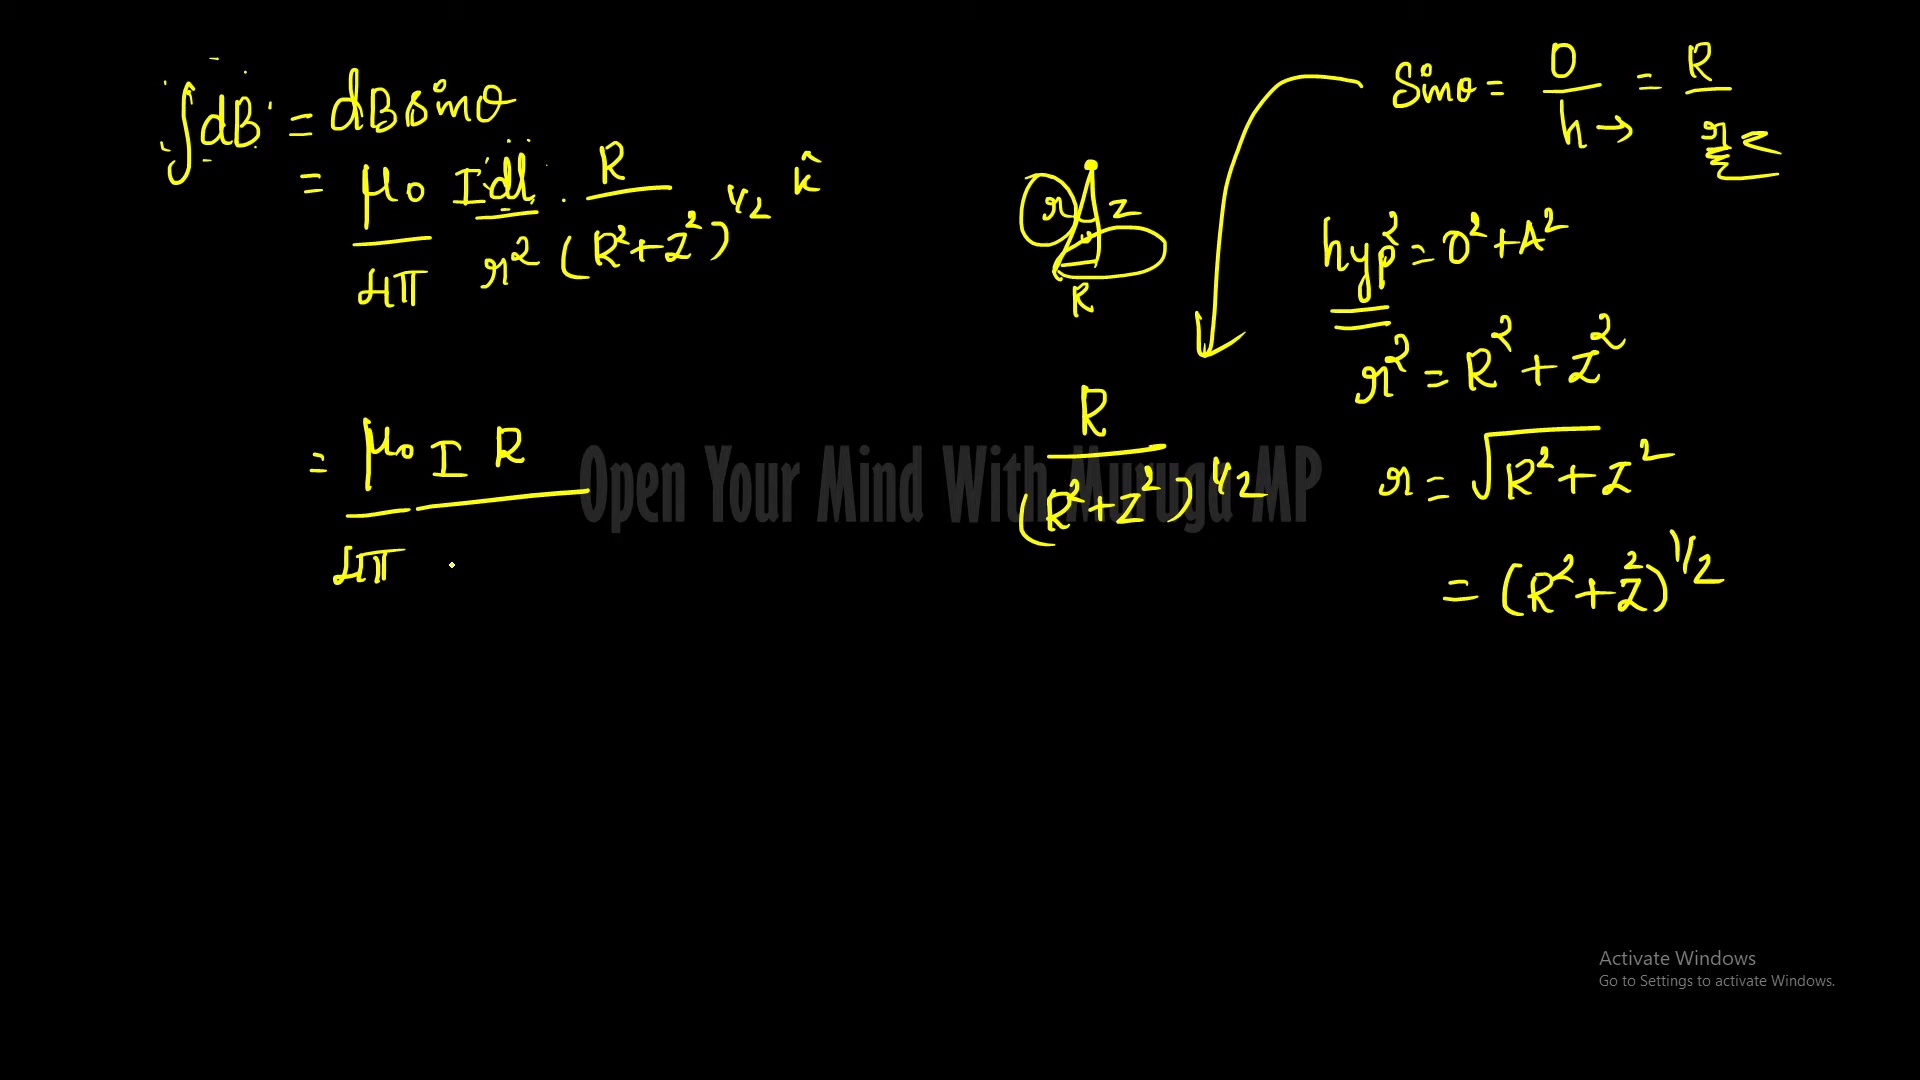 ∫dB = dB sinθ
= μ₀/4π Idl/r² · R/(R²+Z²)^1/2 k̂
= μ₀/4π I R
r Z
R
R/(R²+Z²)^1/2
Sinθ = O/h → = R/r
hyp² = O²+A²
r² = R²+Z²
r = √R²+Z²
= (R²+Z²)^1/2
Open Your Mind With Murugu MP
Activate Windows
Go to Settings to activate Windows.